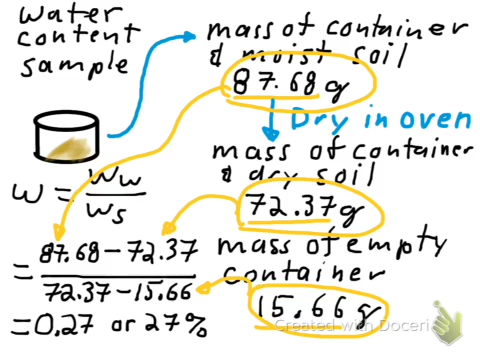 water
content
sample
mass of container
& moist soil
87.68 g
Dry in oven
mass of container
& dry soil
72.37 g
mass of empty
container
15.66 g
w = Ww / Ws
= 87.68 − 72.37 / 72.37 − 15.66
= 0.27 or 27%
Created with Doceri